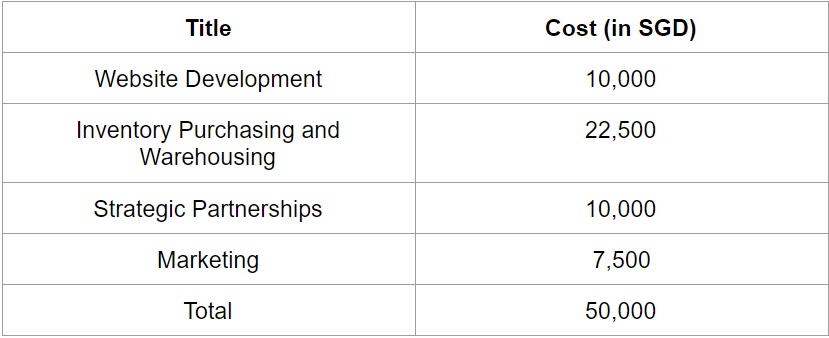 Title
Cost (in SGD)
Website Development
10,000
Inventory Purchasing and
Warehousing
22,500
Strategic Partnerships
10,000
Marketing
7,500
Total
50,000